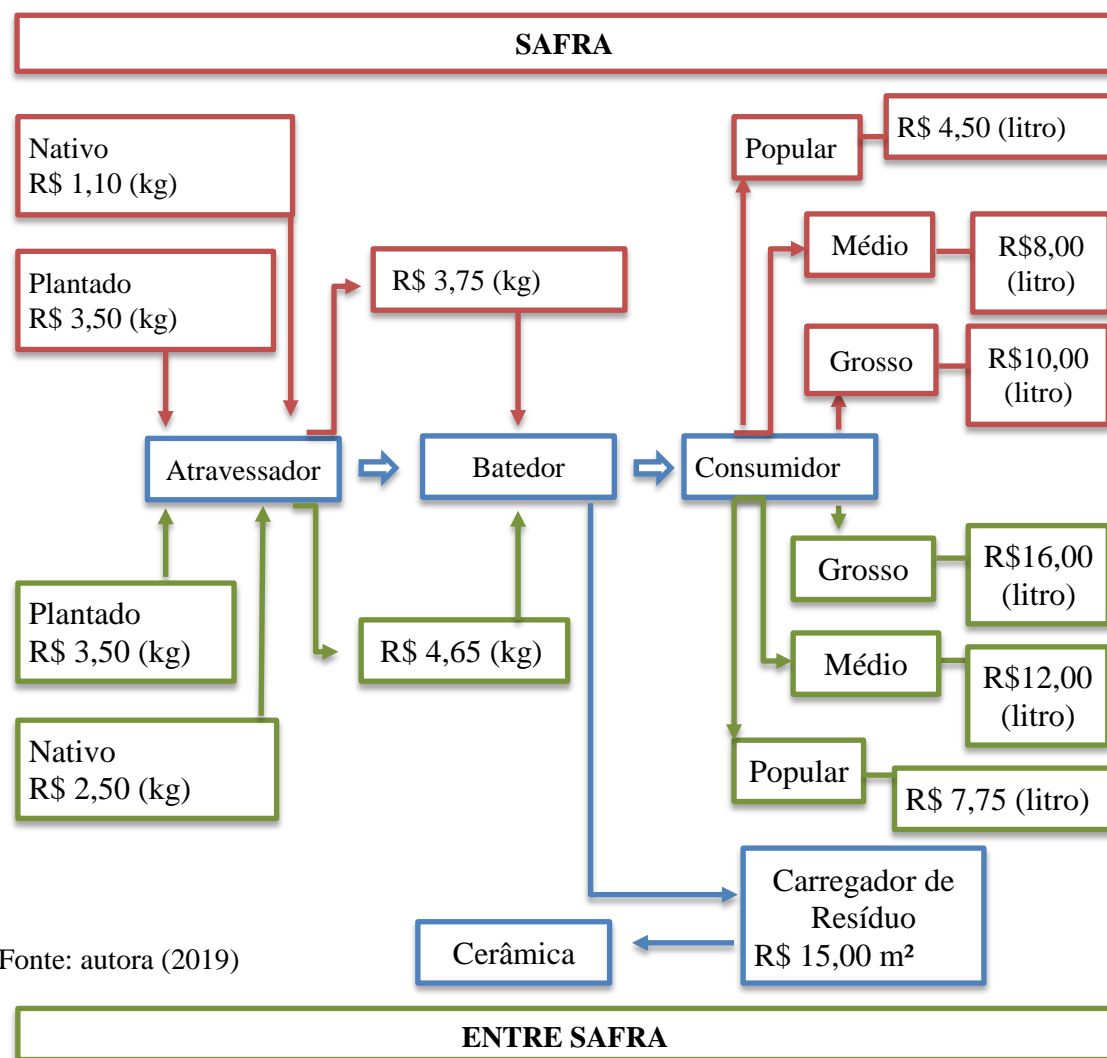 SAFRA
Nativo
R$ 1,10 (kg)
Popular
R$ 4,50 (litro)
Plantado
R$ 3,50 (kg)
R$ 3,75 (kg)
Médio
R$8,00
(litro)
Grosso
R$10,00
(litro)
Atravessador
Batedor
Consumidor
Plantado
R$ 3,50 (kg)
R$ 4,65 (kg)
Grosso
R$16,00
(litro)
Médio
R$12,00
(litro)
Nativo
R$ 2,50 (kg)
Popular
R$ 7,75 (litro)
Carregador de
Resíduo
R$ 15,00 m²
Cerâmica
Fonte: autora (2019)
ENTRE SAFRA